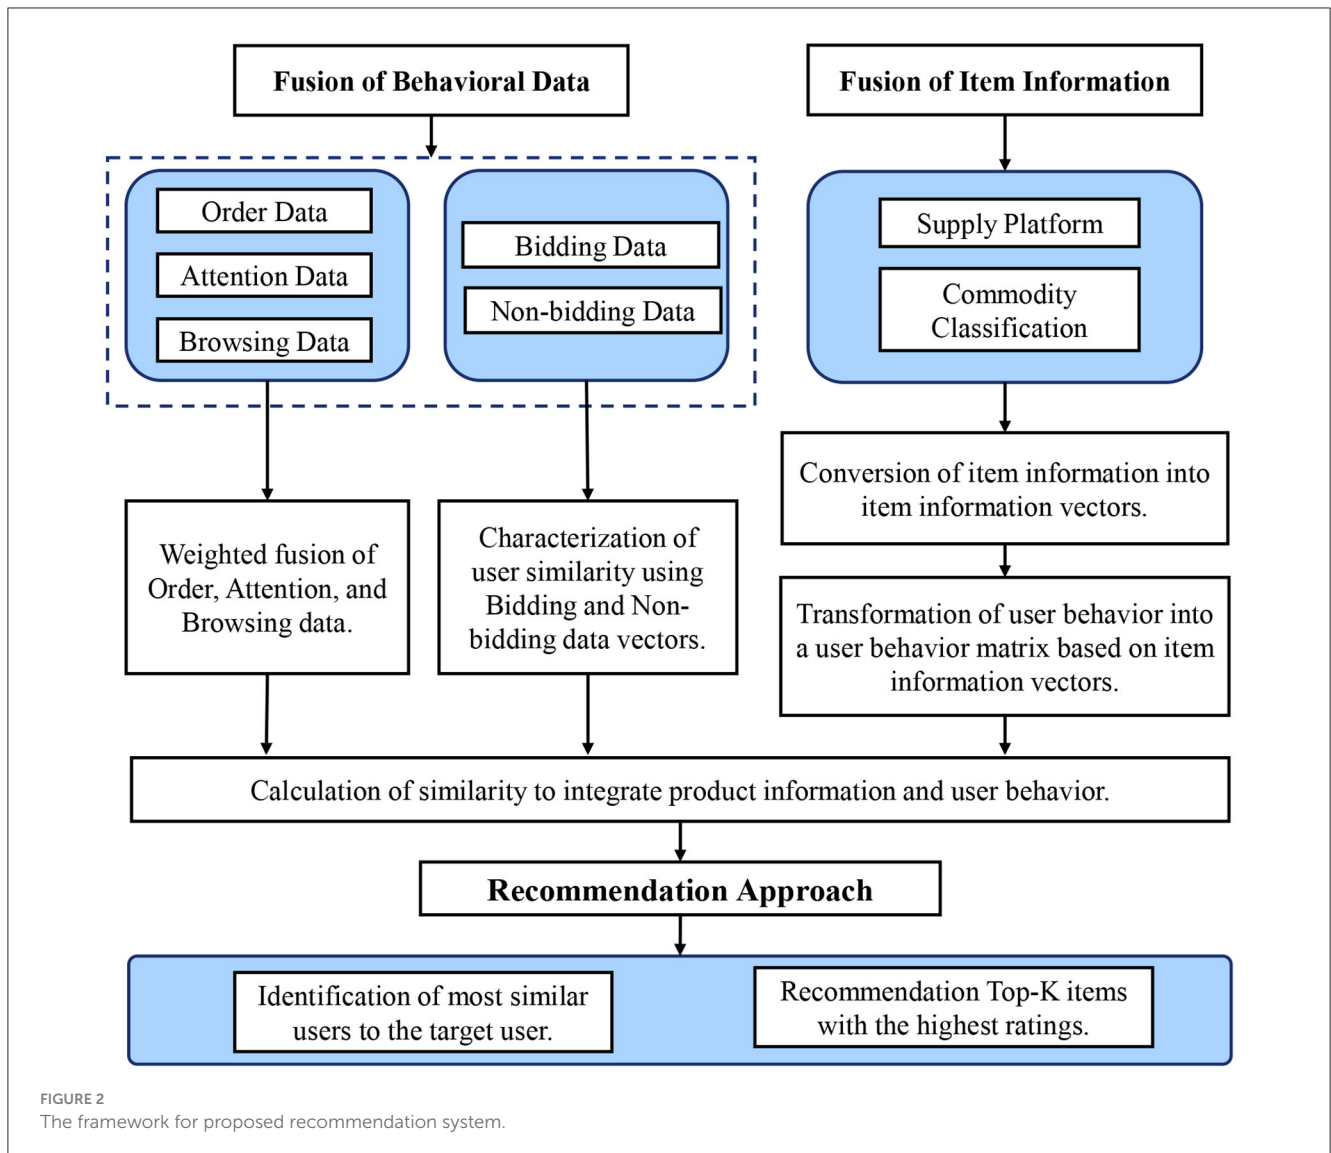 Fusion of Behavioral Data
Order Data
Attention Data
Browsing Data
Bidding Data
Non-bidding Data
Weighted fusion of
Order, Attention, and
Browsing data.
Characterization of
user similarity using
Bidding and Non-
bidding data vectors.
Fusion of Item Information
Supply Platform
Commodity
Classification
Conversion of item information into
item information vectors.
Transformation of user behavior into
a user behavior matrix based on item
information vectors.
Calculation of similarity to integrate product information and user behavior.
Recommendation Approach
Identification of most similar
users to the target user.
Recommendation Top-K items
with the highest ratings.
FIGURE 2
The framework for proposed recommendation system.